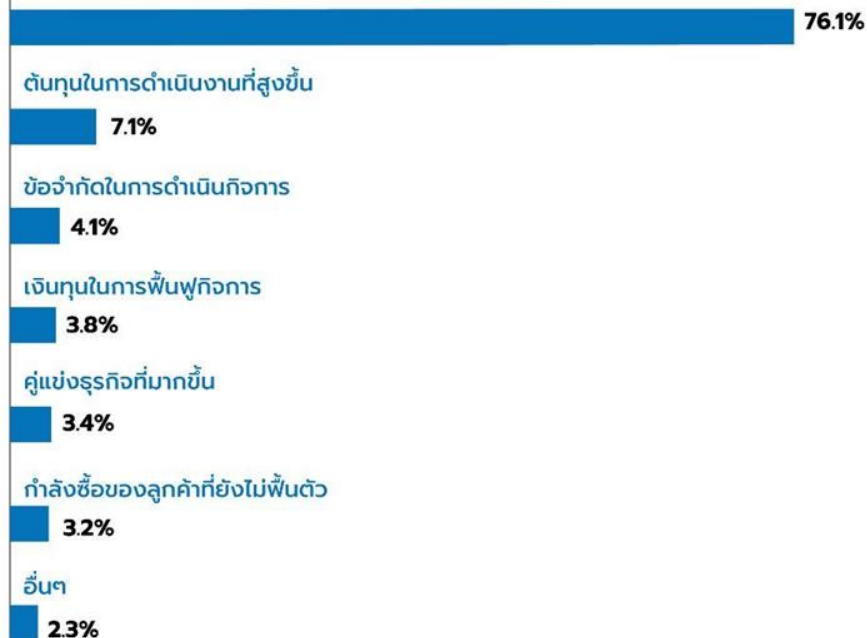 76.1%
ต้นทุนในการดำเนินงานที่สูงขึ้น
7.1%
ข้อจำกัดในการดำเนินกิจการ
4.1%
เงินทุนในการฟื้นฟูกิจการ
3.8%
คู่แข่งธุรกิจที่มากขึ้น
3.4%
กำลังซื้อของลูกค้าที่ยังไม่ฟื้นตัว
3.2%
อื่นๆ
2.3%